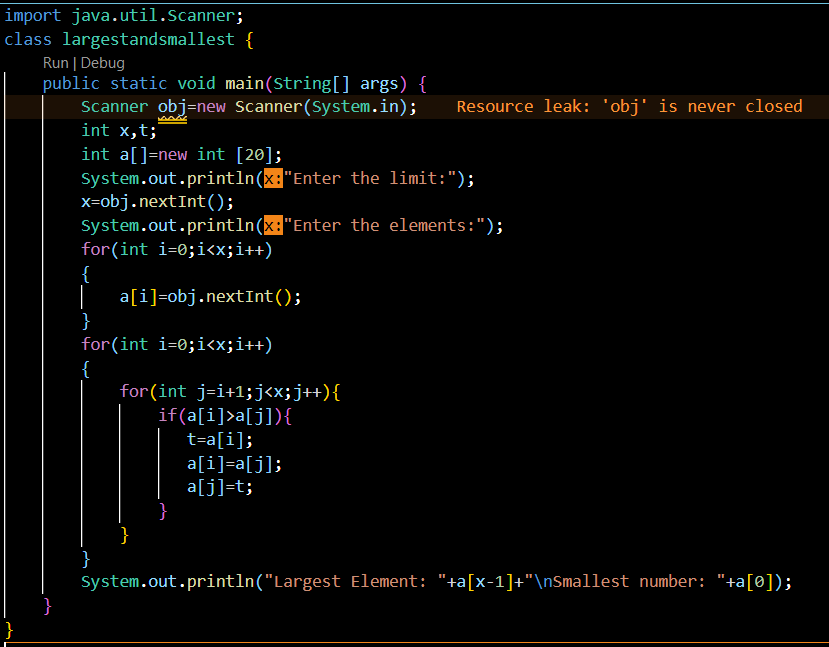 import java.util.Scanner;
class largestandsmallest {
Run | Debug
public static void main(String[] args) {
Scanner obj=new Scanner(System.in);    Resource leak: 'obj' is never closed
int x,t;
int a[]=new int [20];
System.out.println(x:"Enter the limit:");
x=obj.nextInt();
System.out.println(x:"Enter the elements:");
for(int i=0;i<x;i++)
{
a[i]=obj.nextInt();
}
for(int i=0;i<x;i++)
{
for(int j=i+1;j<x;j++){
if(a[i]>a[j]){
t=a[i];
a[i]=a[j];
a[j]=t;
}
}
}
System.out.println("Largest Element: "+a[x-1]+"\nSmallest number: "+a[0]);
}
}